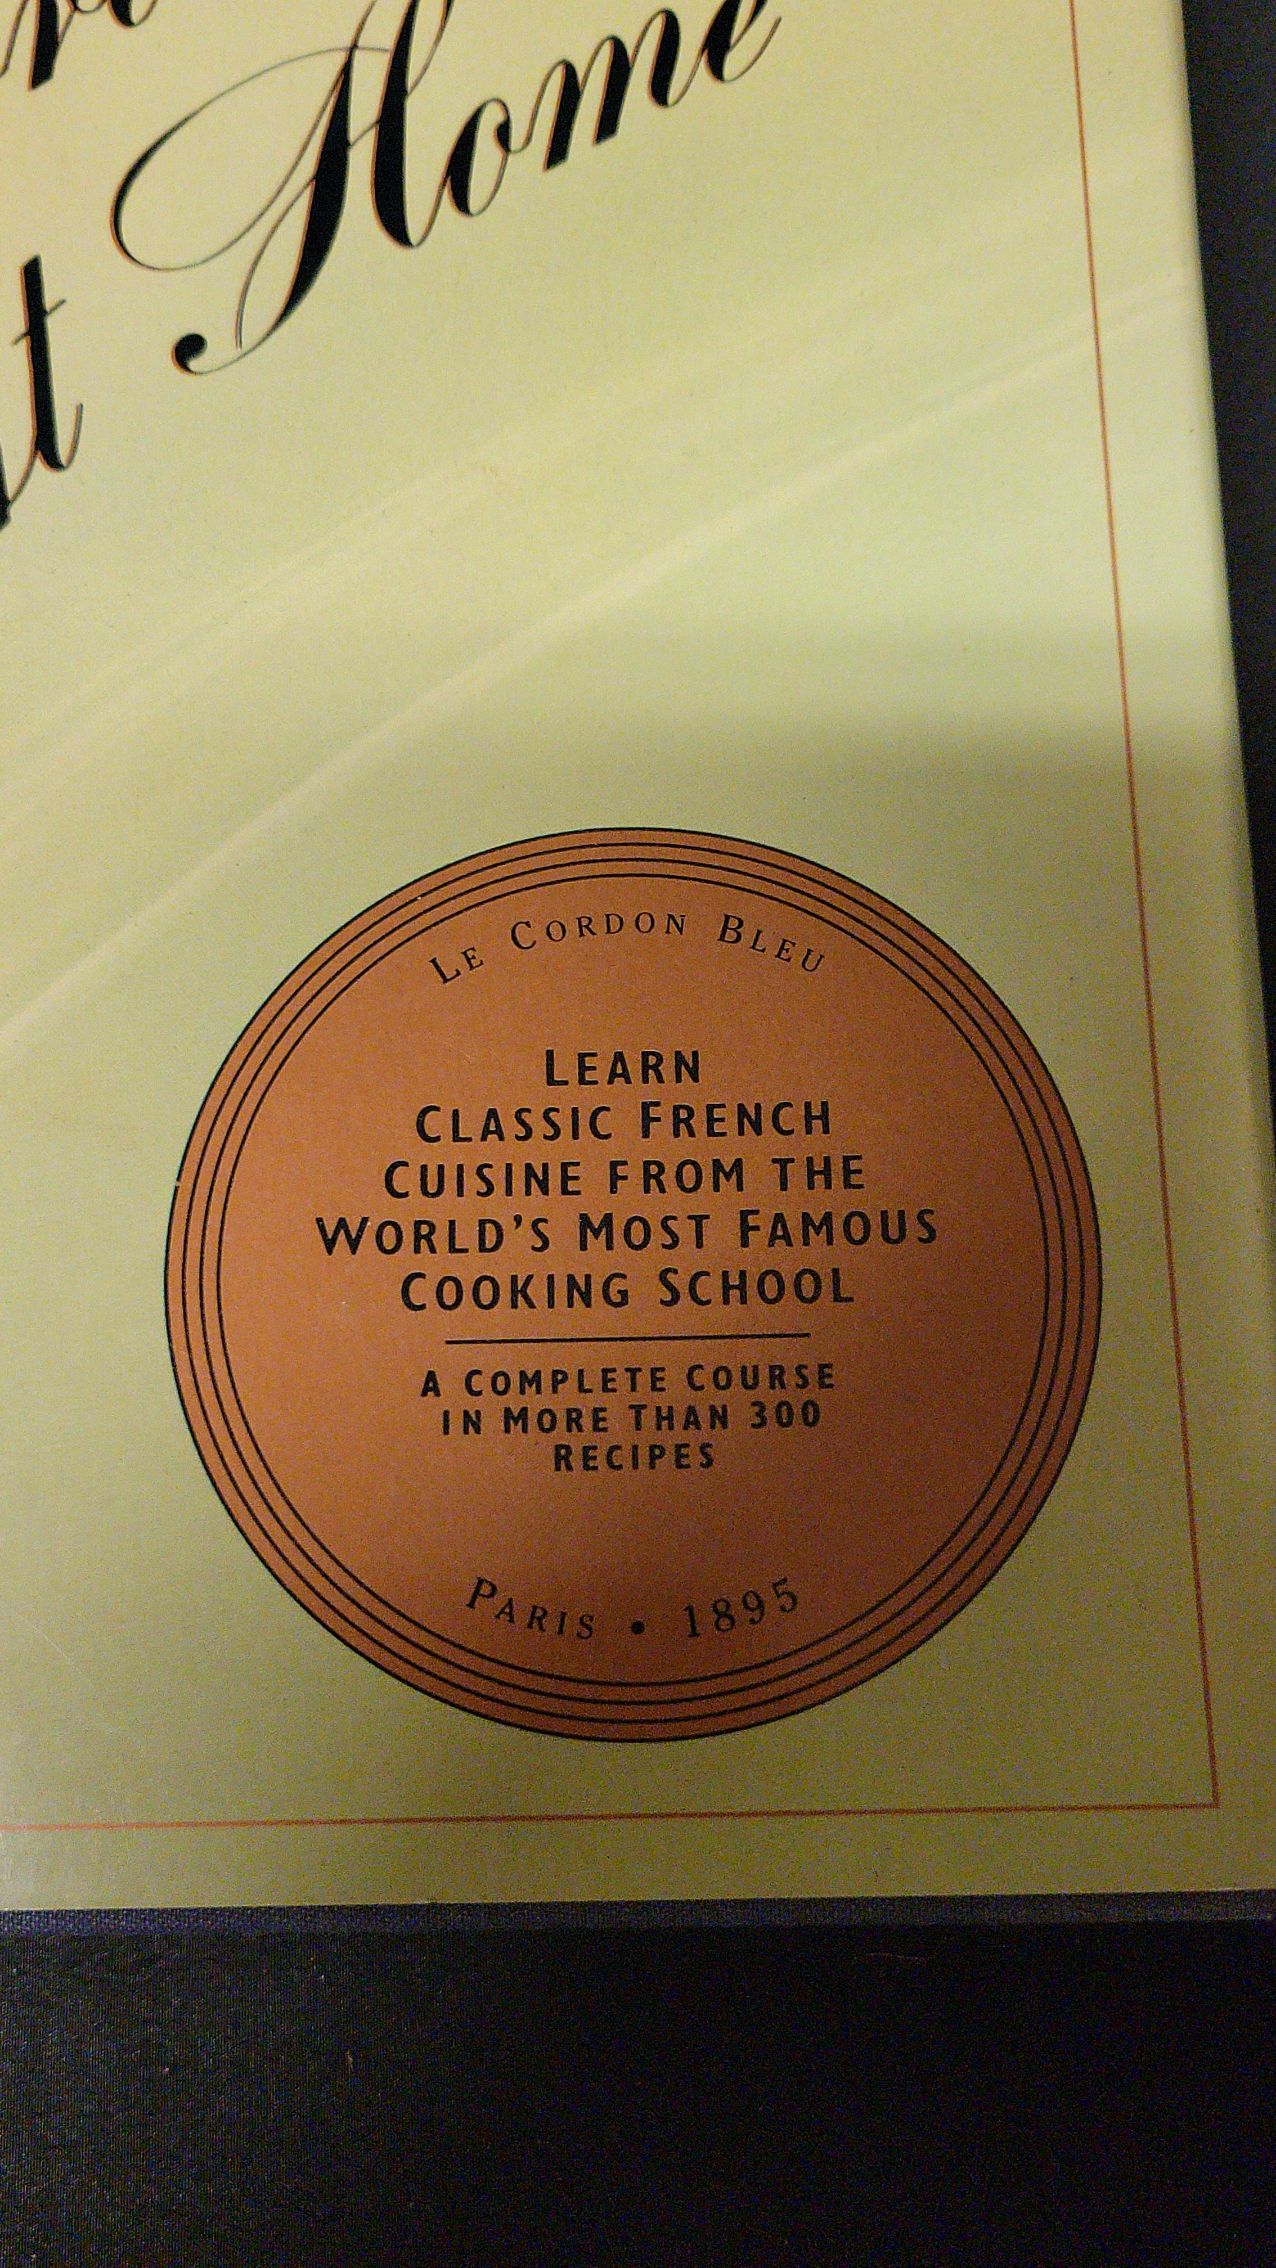 Home
Le Cordon Bleu
Learn
Classic French
Cuisine from the
World's Most Famous
Cooking School
A Complete Course
in More Than 300
Recipes
Paris • 1895